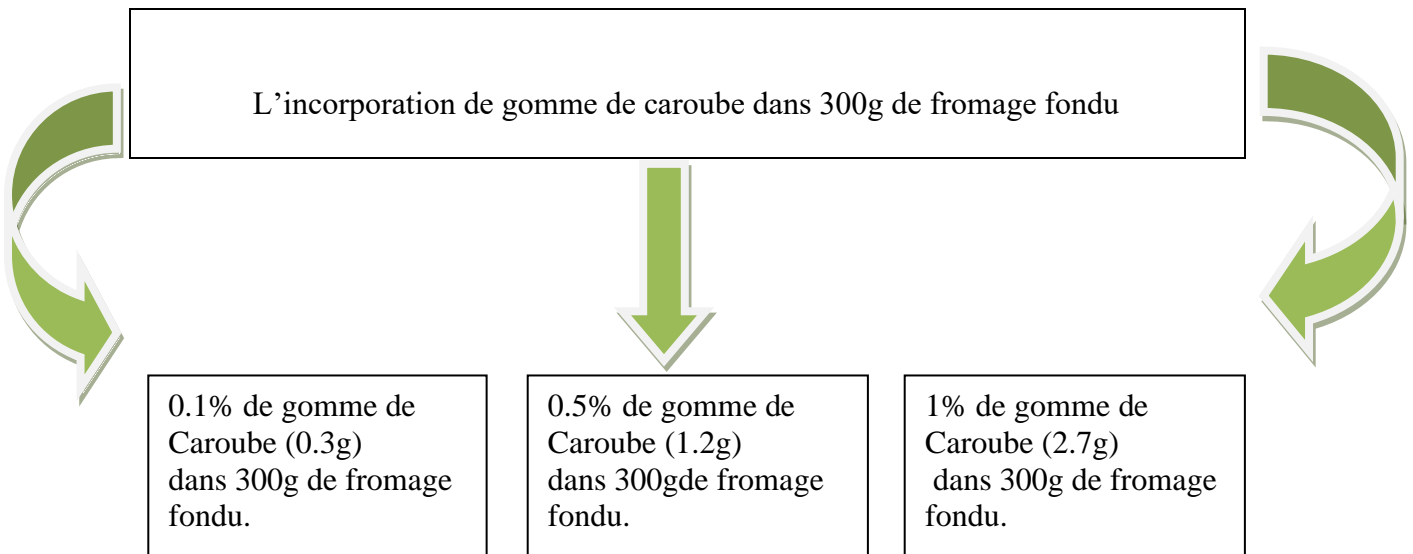 L’incorporation de gomme de caroube dans 300g de fromage fondu
0.1% de gomme de
Caroube (0.3g)
dans 300g de fromage
fondu.
0.5% de gomme de
Caroube (1.2g)
dans 300gde fromage
fondu.
1% de gomme de
Caroube (2.7g)
dans 300g de fromage
fondu.